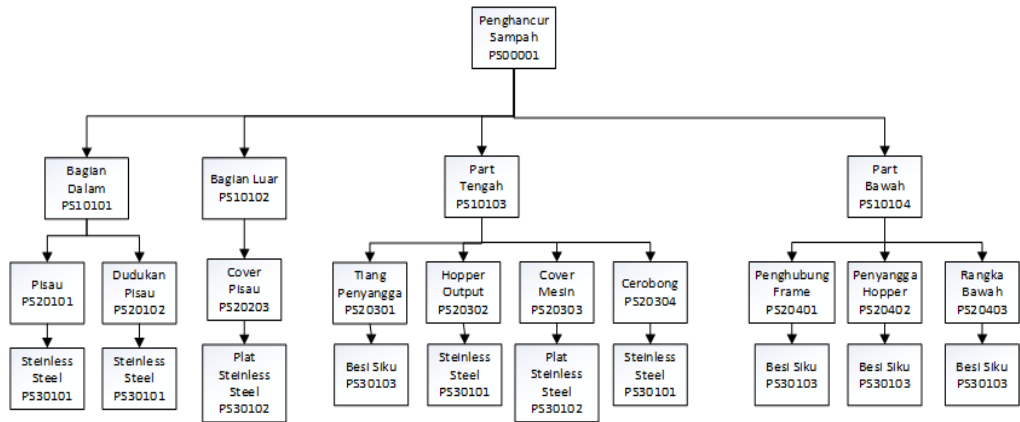 Penghancur
Sampah
PS00001
Bagian
Dalam
PS10101
Bagian Luar
PS10102
Part
Tengah
PS10103
Part
Bawah
PS10104
Pisau
PS20101
Dudukan
Pisau
PS20102
Cover
Pisau
PS20203
Tiang
Penyangga
PS20301
Hopper
Output
PS20302
Cover
Mesin
PS20303
Cerobong
PS20304
Penghubung
Frame
PS20401
Penyangga
Hopper
PS20402
Rangka
Bawah
PS20403
Steinless
Steel
PS30101
Steinless
Steel
PS30101
Plat
Steinless
Steel
PS30102
Besi Siku
PS30103
Steinless
Steel
PS30101
Plat
Steinless
Steel
PS30102
Steinless
Steel
PS30101
Besi Siku
PS30103
Besi Siku
PS30103
Besi Siku
PS30103